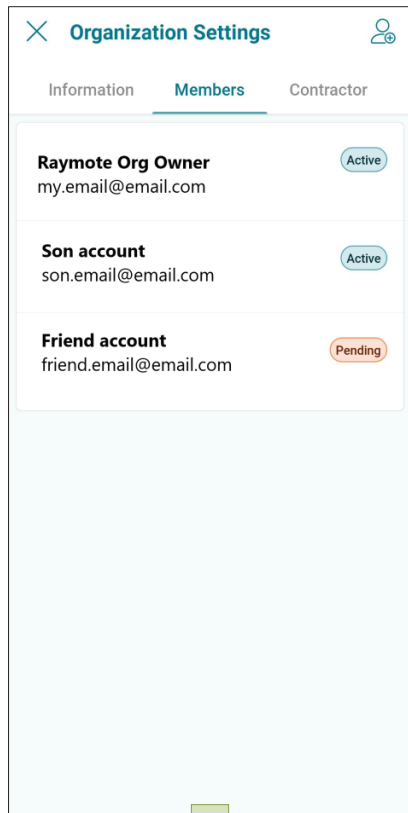 Organization Settings
Information Members Contractor
Raymote Org Owner Active
my.email@email.com
Son account Active
son.email@email.com
Friend account Pending
friend.email@email.com